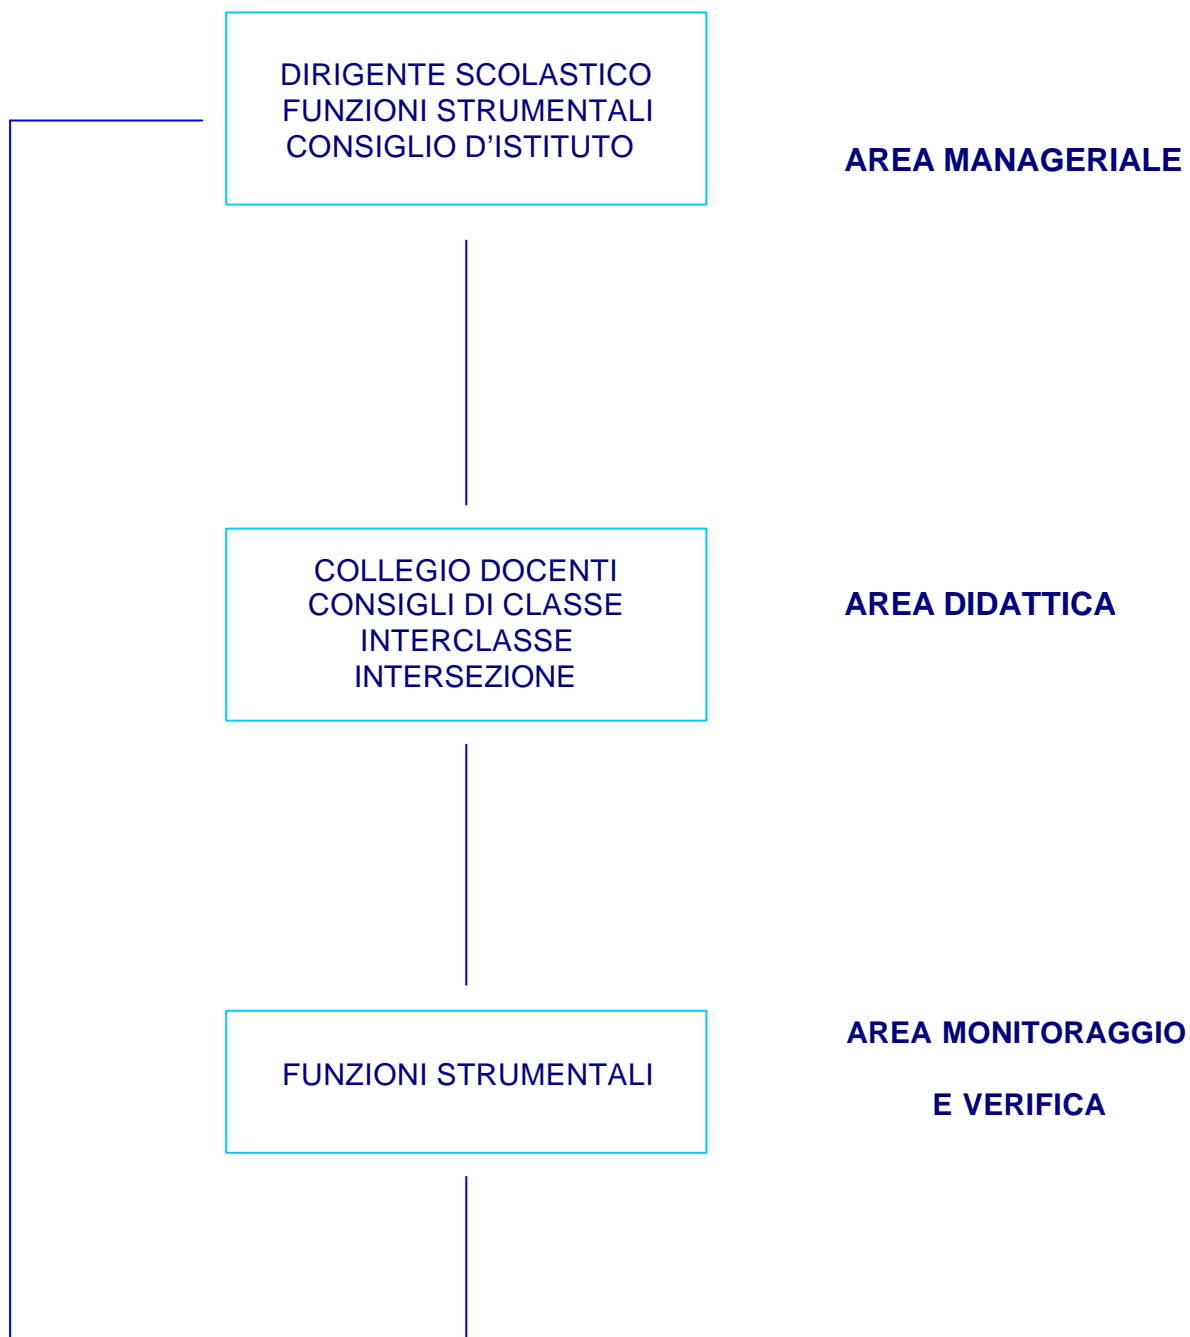 DIRIGENTE SCOLASTICO
FUNZIONI STRUMENTALI
CONSIGLIO D’ISTITUTO
AREA MANAGERIALE
COLLEGIO DOCENTI
CONSIGLI DI CLASSE
INTERCLASSE
INTERSEZIONE
AREA DIDATTICA
FUNZIONI STRUMENTALI
AREA MONITORAGGIO
E VERIFICA